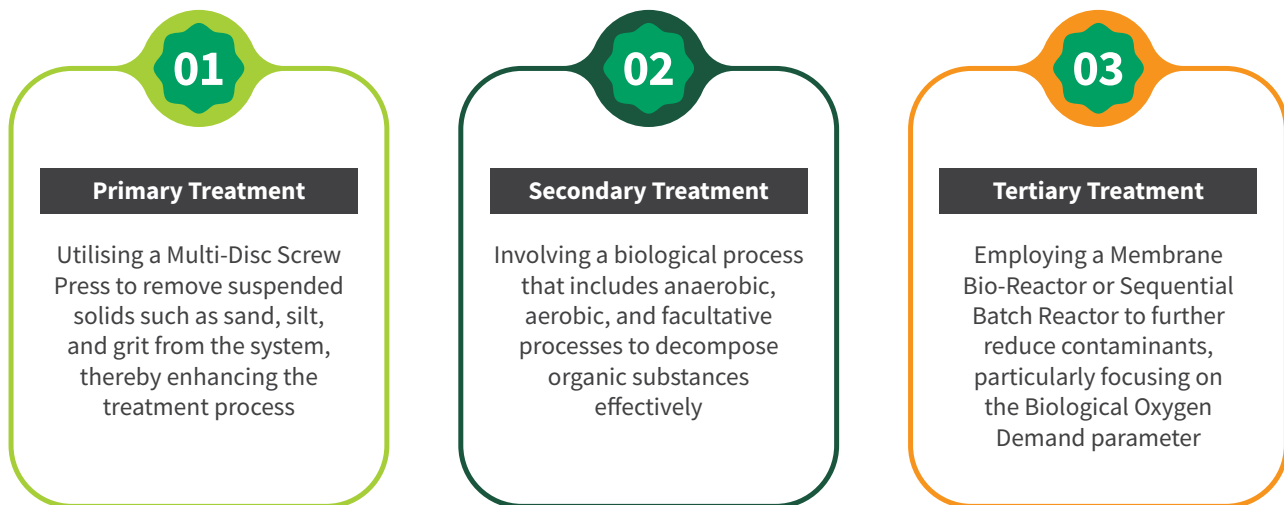 01
Primary Treatment
Utilising a Multi-Disc Screw
Press to remove suspended
solids such as sand, silt,
and grit from the system,
thereby enhancing the
treatment process
02
Secondary Treatment
Involving a biological process
that includes anaerobic,
aerobic, and facultative
processes to decompose
organic substances
effectively
03
Tertiary Treatment
Employing a Membrane
Bio-Reactor or Sequential
Batch Reactor to further
reduce contaminants,
particularly focusing on
the Biological Oxygen
Demand parameter